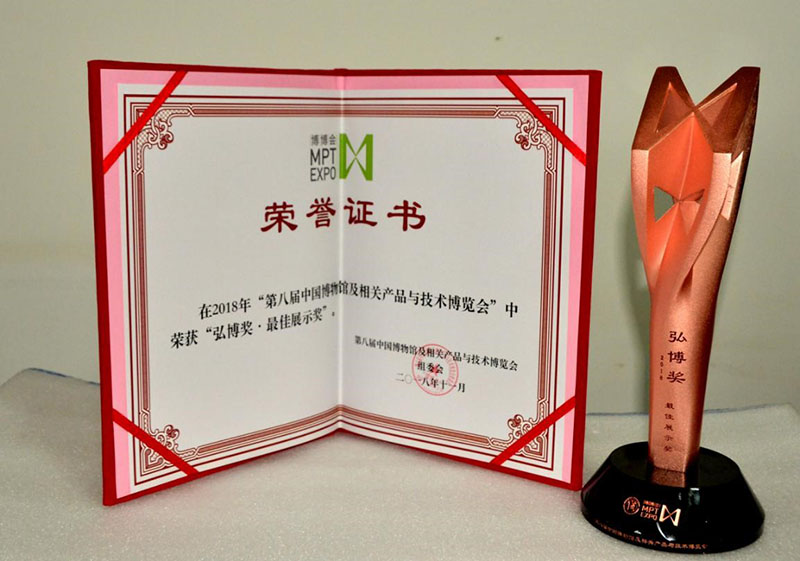 博博会
MPT
EXPO
荣誉证书
在2018年“第八届中国博物馆及相关产品与技术博览会”中
荣获“弘博奖·最佳展示奖”。
第八届中国博物馆及相关产品与技术博览会
组委会
二〇一八年十一月
弘博奖
2018
最佳展示奖
博博会
MPT
EXPO